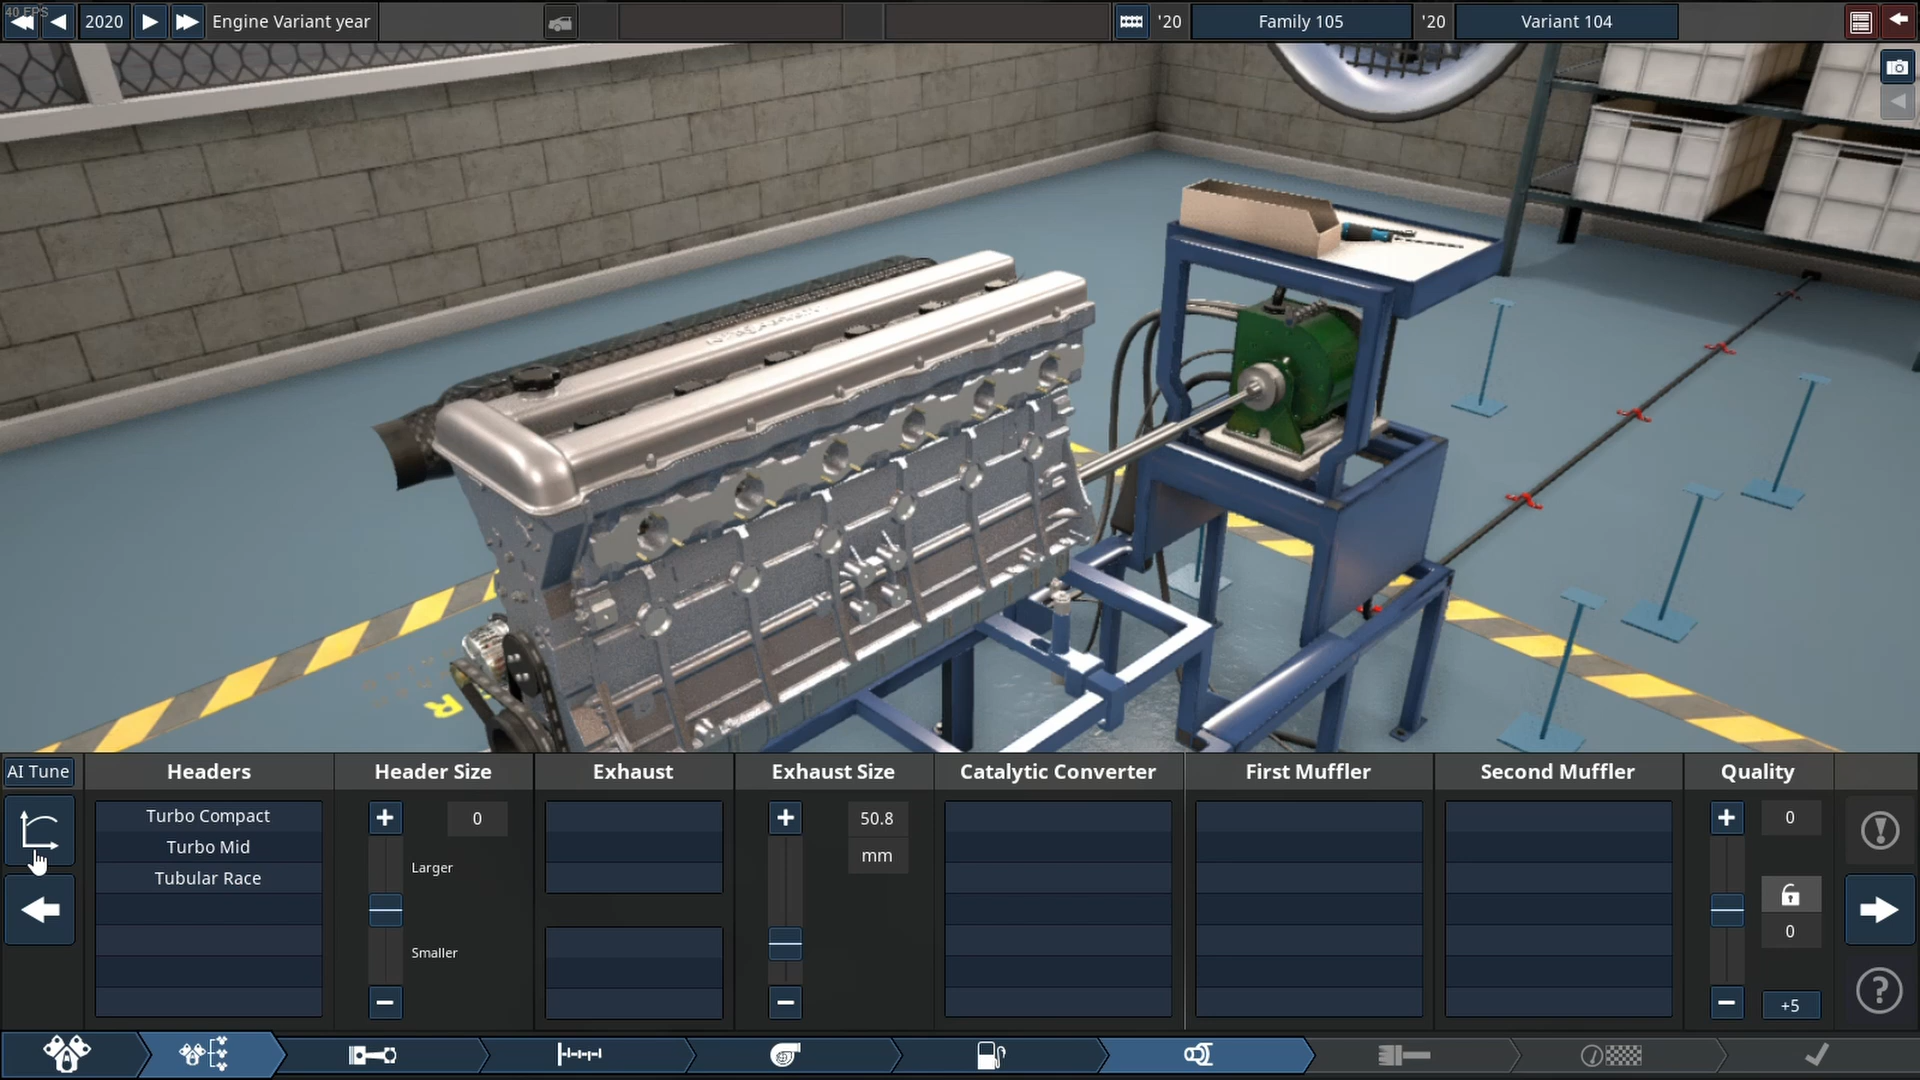 40 FPS
2020 Engine Variant year '20 Family 105 '20 Variant 104
R
AI Tune Headers Header Size Exhaust Exhaust Size Catalytic Converter First Muffler Second Muffler Quality
Turbo Compact 0 50.8 0
Turbo Mid mm
Larger
Tubular Race
0
Smaller
+5
?